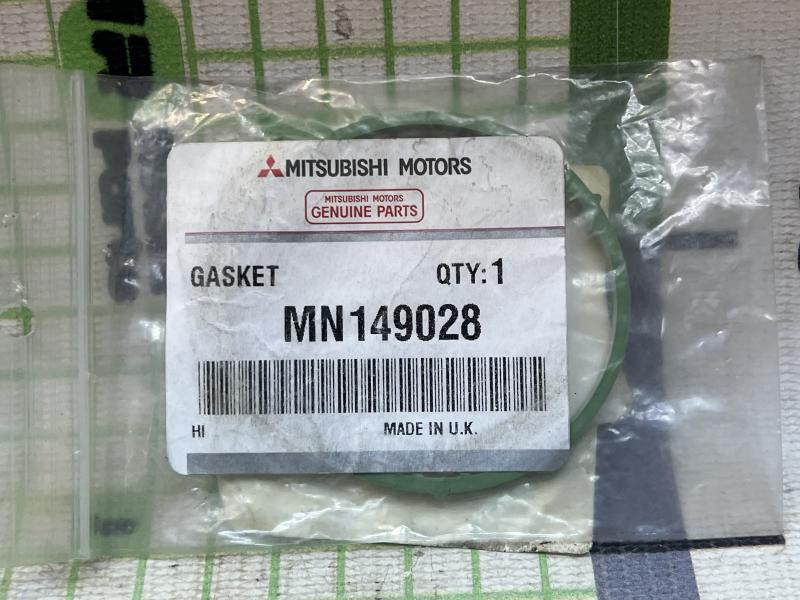 MITSUBISHI MOTORS
MITSUBISHI MOTORS
GENUINE PARTS
GASKET QTY: 1
MN149028
HI MADE IN U.K.